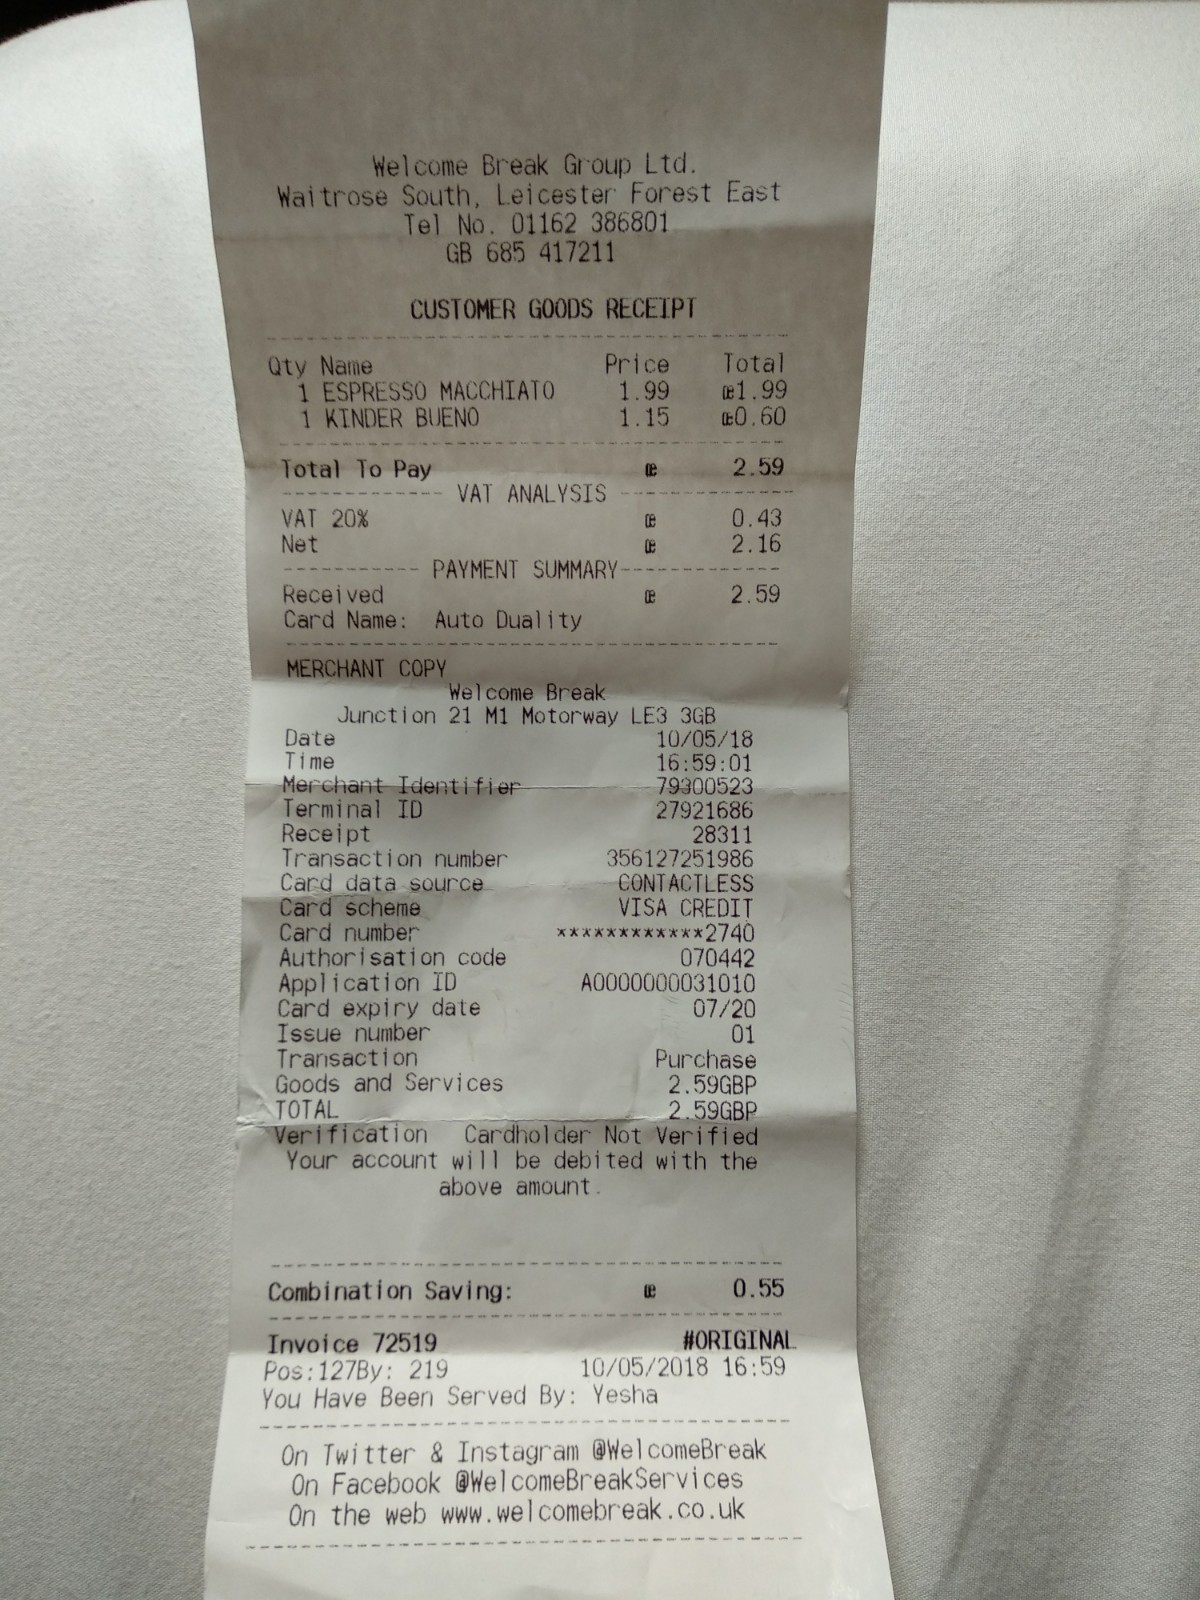 Welcome Break Group Ltd.
Waitrose South, Leicester Forest East
Tel No. 01162 386801
GB 685 417211
CUSTOMER GOODS RECEIPT
Qty Name Price Total
1 ESPRESSO MACCHIATO 1.99 œ1.99
1 KINDER BUENO 1.15 œ0.60
Total To Pay œ 2.59
VAT ANALYSIS
VAT 20% œ 0.43
Net œ 2.16
PAYMENT SUMMARY
Received œ 2.59
Card Name: Auto Duality
MERCHANT COPY
Welcome Break
Junction 21 M1 Motorway LE3 3GB
Date 10/05/18
Time 16:59:01
Merchant Identifier 79300523
Terminal ID 27921686
Receipt 28311
Transaction number 356127251986
Card data source CONTACTLESS
Card scheme VISA CREDIT
Card number ************2740
Authorisation code 070442
Application ID A0000000031010
Card expiry date 07/20
Issue number 01
Transaction Purchase
Goods and Services 2.59GBP
TOTAL 2.59GBP
Verification Cardholder Not Verified
Your account will be debited with the
above amount.
Combination Saving: œ 0.55
Invoice 72519 #ORIGINAL
Pos:127By: 219 10/05/2018 16:59
You Have Been Served By: Yesha
On Twitter & Instagram @WelcomeBreak
On Facebook @WelcomeBreakServices
On the web www.welcomebreak.co.uk